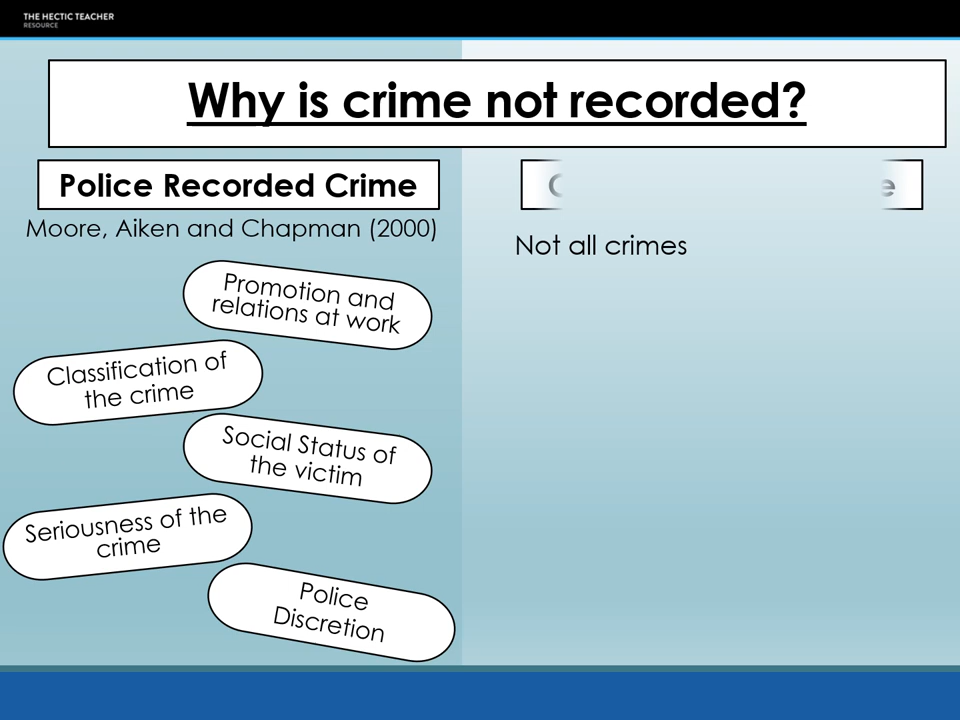 THE HECTIC TEACHER
RESOURCE
Why is crime not recorded?
Police Recorded Crime
Moore, Aiken and Chapman (2000)
Promotion and
relations at work
Classification of
the crime
Social Status of
the victim
Seriousness of the
crime
Police
Discretion
Not all crimes